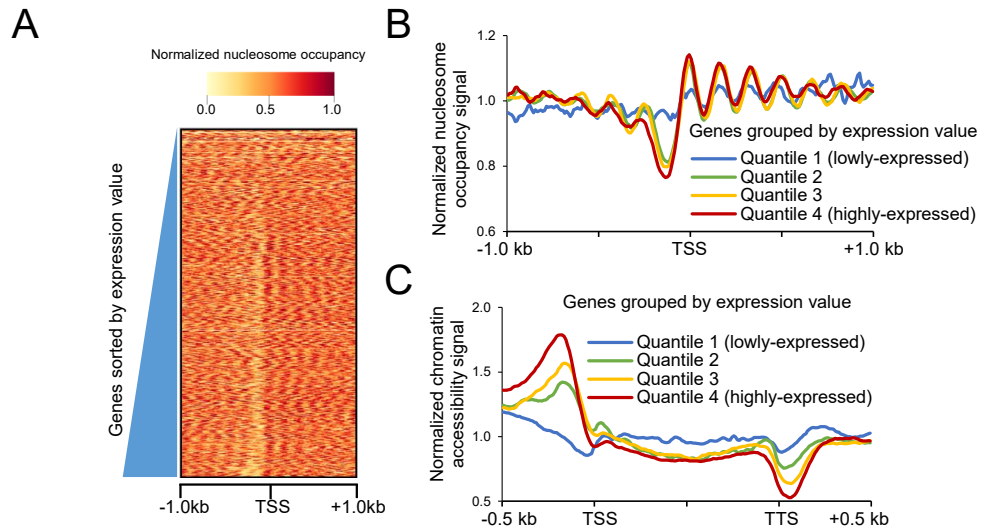 A
Normalized nucleosome occupancy
0.0 0.5 1.0
Genes sorted by expression value
-1.0kb TSS +1.0kb
B
Normalized nucleosome
occupancy signal
1.2
1.0
0.8
0.6
Genes grouped by expression value
Quantile 1 (lowly-expressed)
Quantile 2
Quantile 3
Quantile 4 (highly-expressed)
-1.0 kb TSS +1.0 kb
C
Normalized chromatin
accessibility signal
2.0
1.5
1.0
0.5
Genes grouped by expression value
Quantile 1 (lowly-expressed)
Quantile 2
Quantile 3
Quantile 4 (highly-expressed)
-0.5 kb TSS TTS +0.5 kb